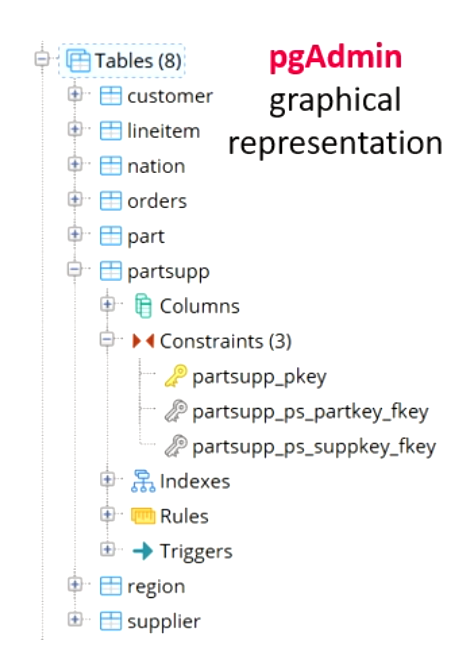 Tables (8)
pgAdmin
graphical
representation
customer
lineitem
nation
orders
part
partsupp
Columns
Constraints (3)
partsupp_pkey
partsupp_ps_partkey_fkey
partsupp_ps_suppkey_fkey
Indexes
Rules
Triggers
region
supplier